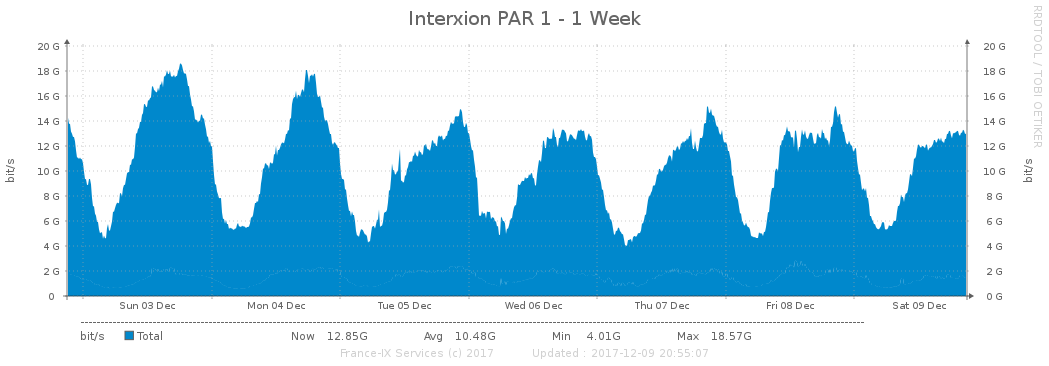 Interxion PAR 1 - 1 Week
RRDTOOL / TOBI OETIKER
bit/s
bit/s
20 G 20 G
18 G 18 G
16 G 16 G
14 G 14 G
12 G 12 G
10 G 10 G
8 G 8 G
6 G 6 G
4 G 4 G
2 G 2 G
0 0 G
Sun 03 Dec Mon 04 Dec Tue 05 Dec Wed 06 Dec Thu 07 Dec Fri 08 Dec Sat 09 Dec
bit/s Total Now 12.85G Avg 10.48G Min 4.01G Max 18.57G
France-IX Services (c) 2017 Updated : 2017-12-09 20:55:07